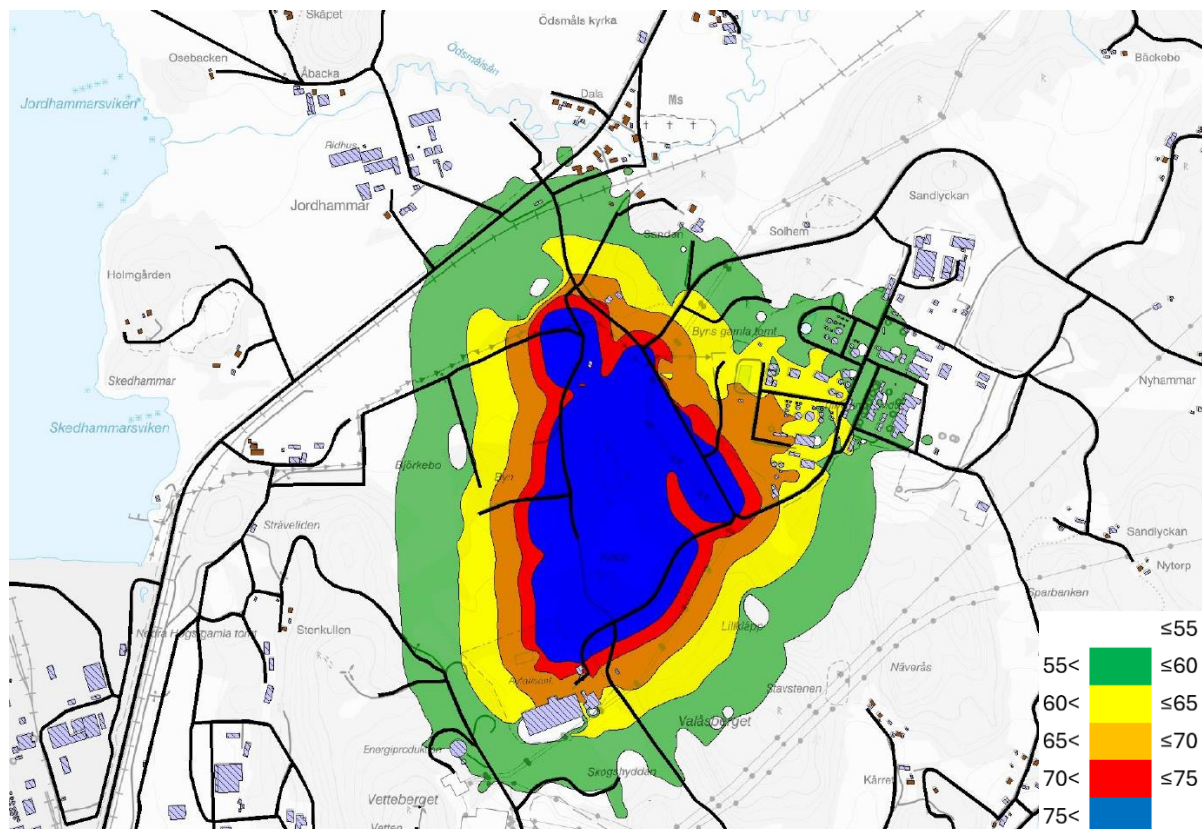 Skåpet
Ödsmåls kyrka
Osebacken
Åbacka
Ödsmålsån
Bäckebo
Jordhammarsviken
Dala
Ms
Ridhus
Sandlyckan
Jordhammar
Solhem
Holmgården
Byns gamla tomt
Skedhammar
Nyhammar
Skedhammarsviken
Björkebo
Byn
Stråveliden
Sandlyckan
Nytorp
Sparbanken
Stenkullen
Lillkläpp
≤55
Näverås
55<
≤60
Stavstenen
60<
≤65
Valåsberget
65<
≤70
Energiproduktion
Skogshyddan
Kärret
70<
≤75
Vetteberget
75<